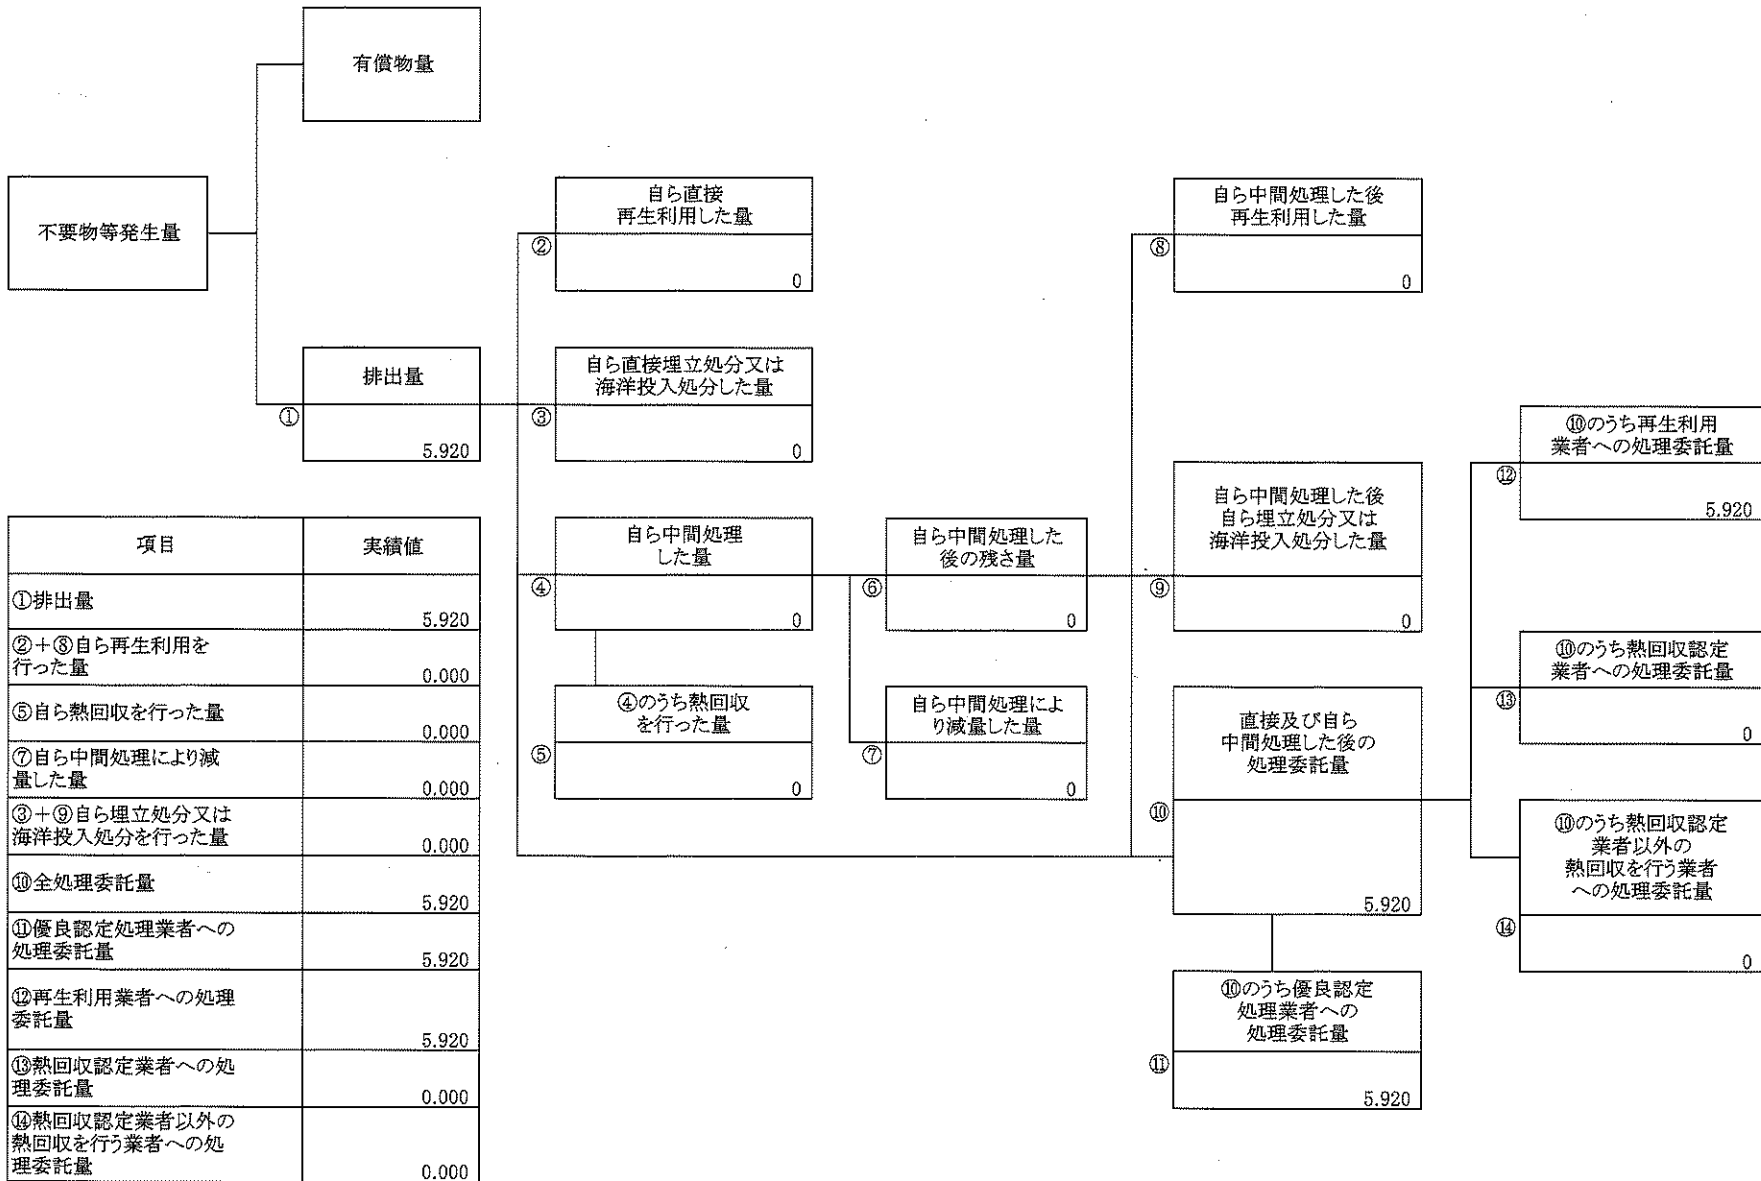 有償物量
不要物等発生量
排出量
①
5.920
自ら直接
再生利用した量
②
0
自ら直接埋立処分又は
海洋投入処分した量
③
0
自ら中間処理
した量
④
0
④のうち熱回収
を行った量
⑤
0
自ら中間処理した
後の残さ量
⑥
0
自ら中間処理によ
り減量した量
⑦
0
自ら中間処理した後
再生利用した量
⑧
0
自ら中間処理した後
自ら埋立処分又は
海洋投入処分した量
⑨
0
直接及び自ら
中間処理した後の
処理委託量
⑩
5.920
⑩のうち優良認定
処理業者への
処理委託量
⑪
5.920
⑩のうち再生利用
業者への処理委託量
⑫
5.920
⑩のうち熱回収認定
業者への処理委託量
⑬
0
⑩のうち熱回収認定
業者以外の
熱回収を行う業者
への処理委託量
⑭
0
項目 実績値
①排出量
5.920
②+⑧自ら再生利用を
行った量
0.000
⑤自ら熱回収を行った量
0.000
⑦自ら中間処理により減
量した量
0.000
③+⑨自ら埋立処分又は
海洋投入処分を行った量
0.000
⑩全処理委託量
5.920
⑪優良認定処理業者への
処理委託量
5.920
⑫再生利用業者への処理
委託量
5.920
⑬熱回収認定業者への処
理委託量
0.000
⑭熱回収認定業者以外の
熱回収を行う業者への処
理委託量
0.000